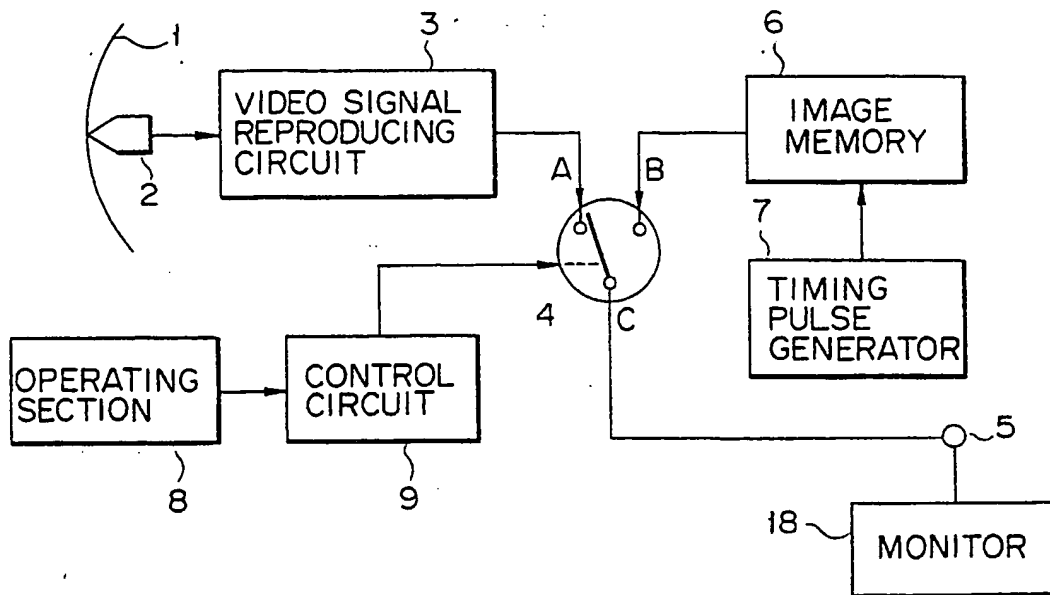 1
2
3
VIDEO SIGNAL
REPRODUCING
CIRCUIT
A
B
6
IMAGE
MEMORY
7
TIMING
PULSE
GENERATOR
4
C
OPERATING
SECTION
8
CONTROL
CIRCUIT
9
5
18
MONITOR